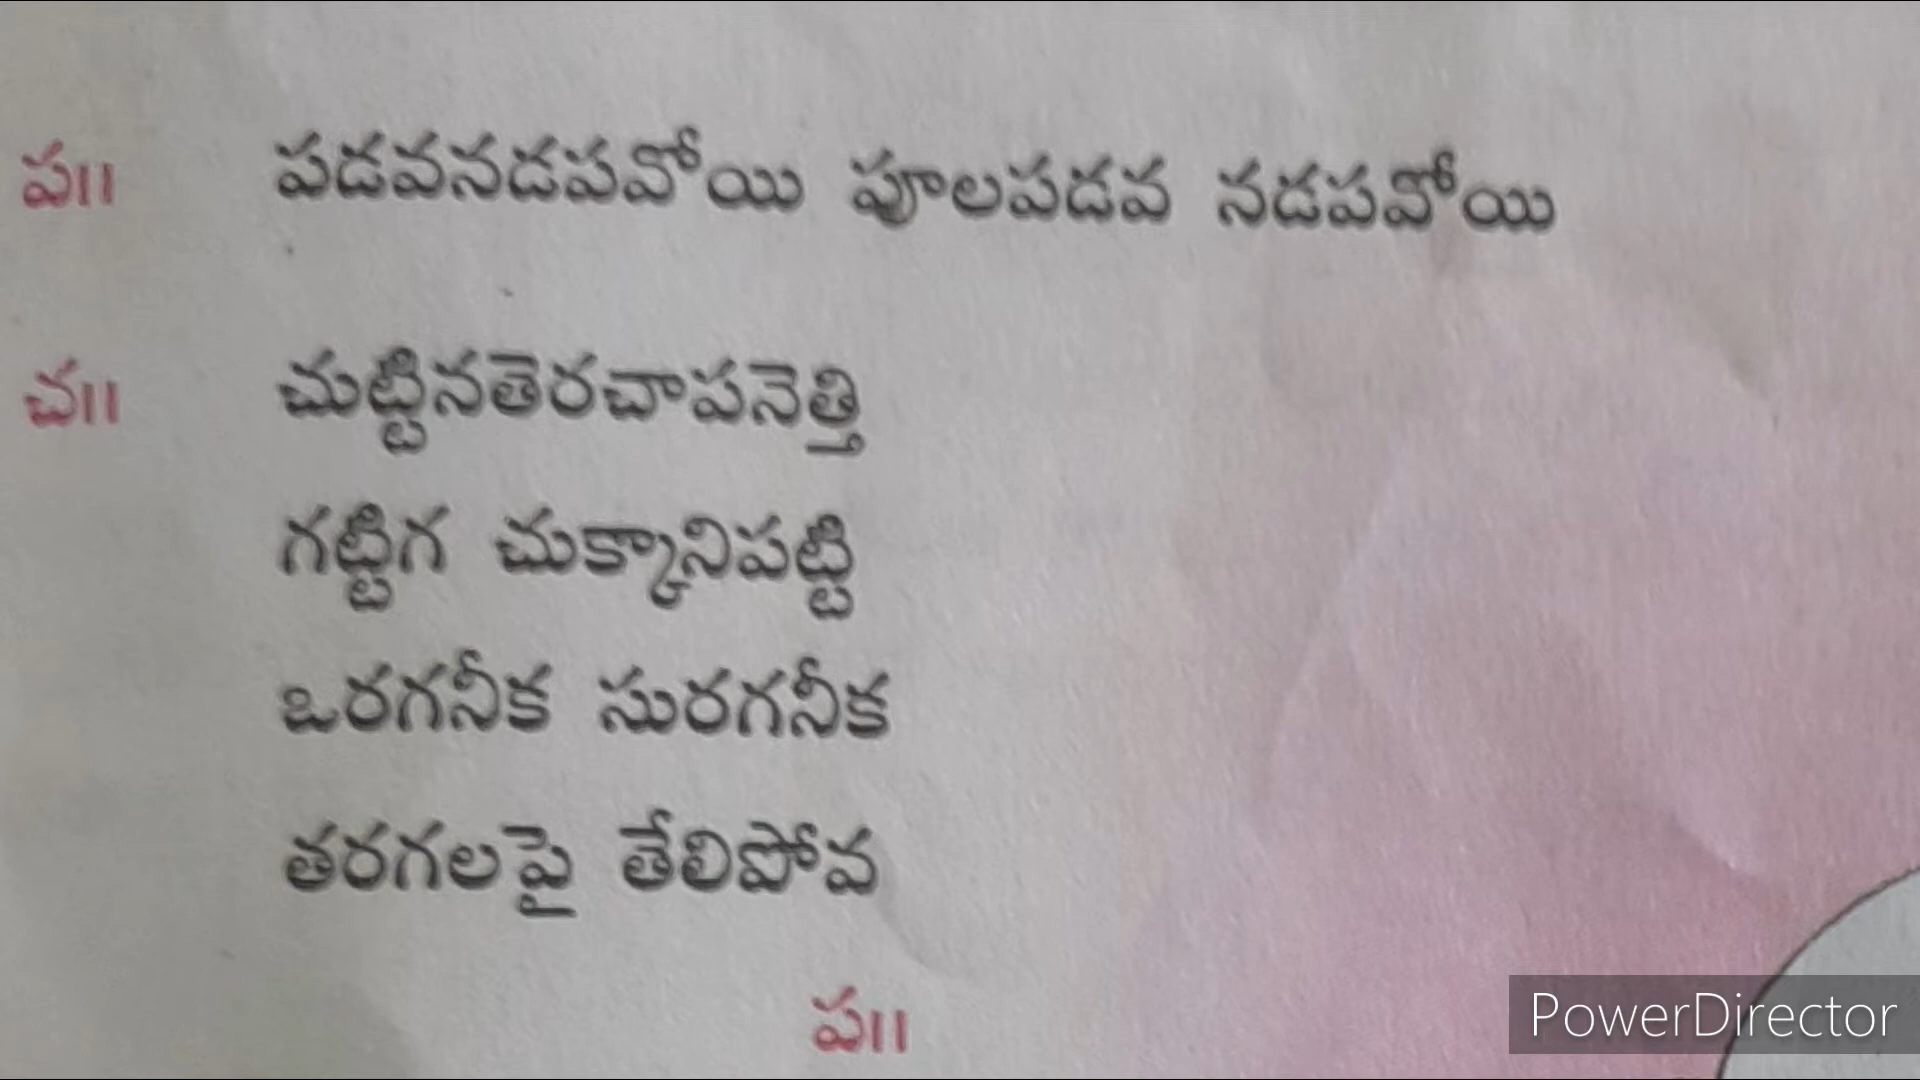 ప॥ పడవనడపవోయి పూలపడవ నడపవోయి
చ॥ చుట్టినతెరచాపనెత్తి
గట్టిగ చుక్కానిపట్టి
ఒరగనీక సురగనీక
తరగలపై తేలిపోవ
ప॥
PowerDirector